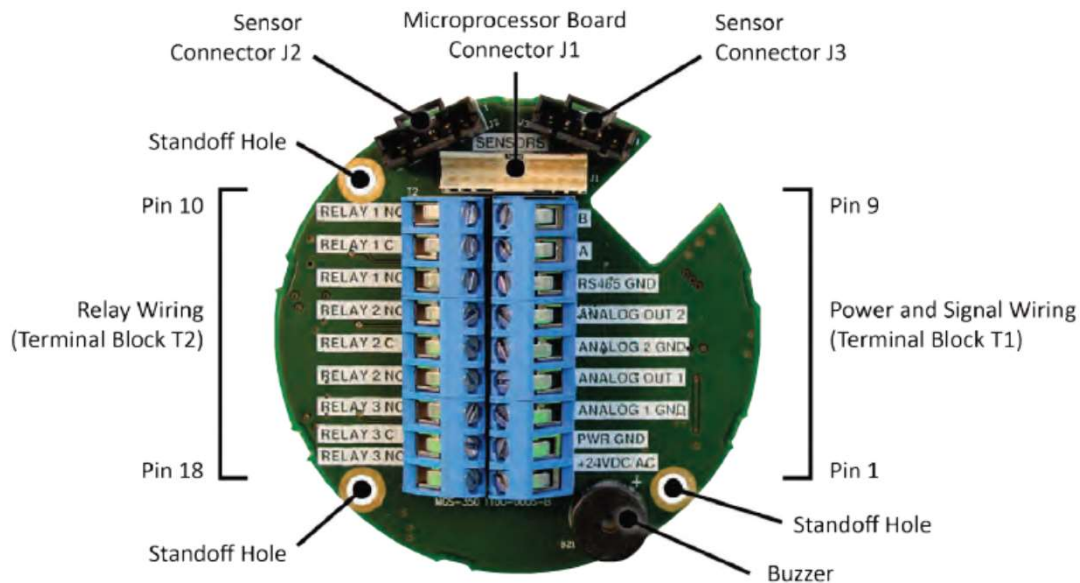 Sensor
Connector J2
Microprocessor Board
Connector J1
Sensor
Connector J3
Standoff Hole
J2
J3
SENSORS
J1
T2
Pin 10
Pin 9
RELAY 1 NO
B
RELAY 1 C
A
RELAY 1 NC
RS485 GND
RELAY 2 NO
ANALOG OUT 2
Relay Wiring
(Terminal Block T2)
Power and Signal Wiring
(Terminal Block T1)
RELAY 2 C
ANALOG 2 GND
RELAY 2 NC
ANALOG OUT 1
RELAY 3 NO
ANALOG 1 GND
RELAY 3 C
PWR GND
RELAY 3 NC
+24VDC/AC
Pin 18
Pin 1
+
Standoff Hole
Standoff Hole
Buzzer